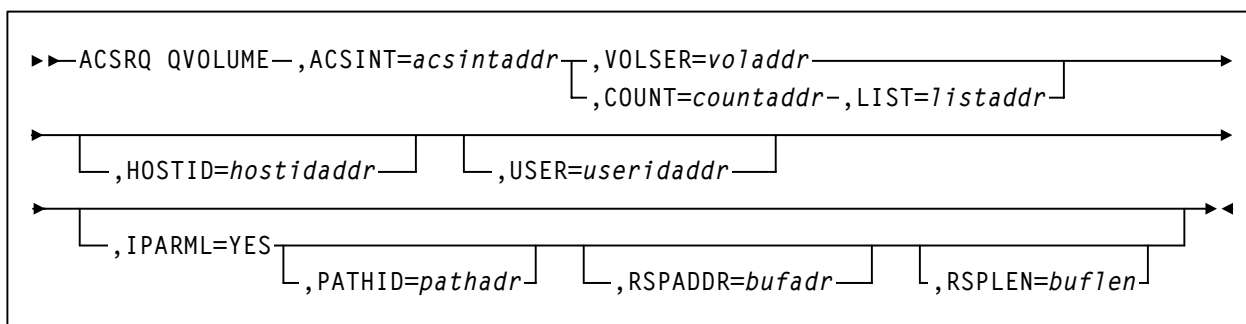 ACSRQ QVOLUME ,ACSINT=acsintaddr ,VOLSER=voladdr
,COUNT=countaddr ,LIST=listaddr
,HOSTID=hostidaddr ,USER=useridaddr
,IPARML=YES
,PATHID=pathadr ,RSPADDR=bufadr ,RSPLEN=buflen